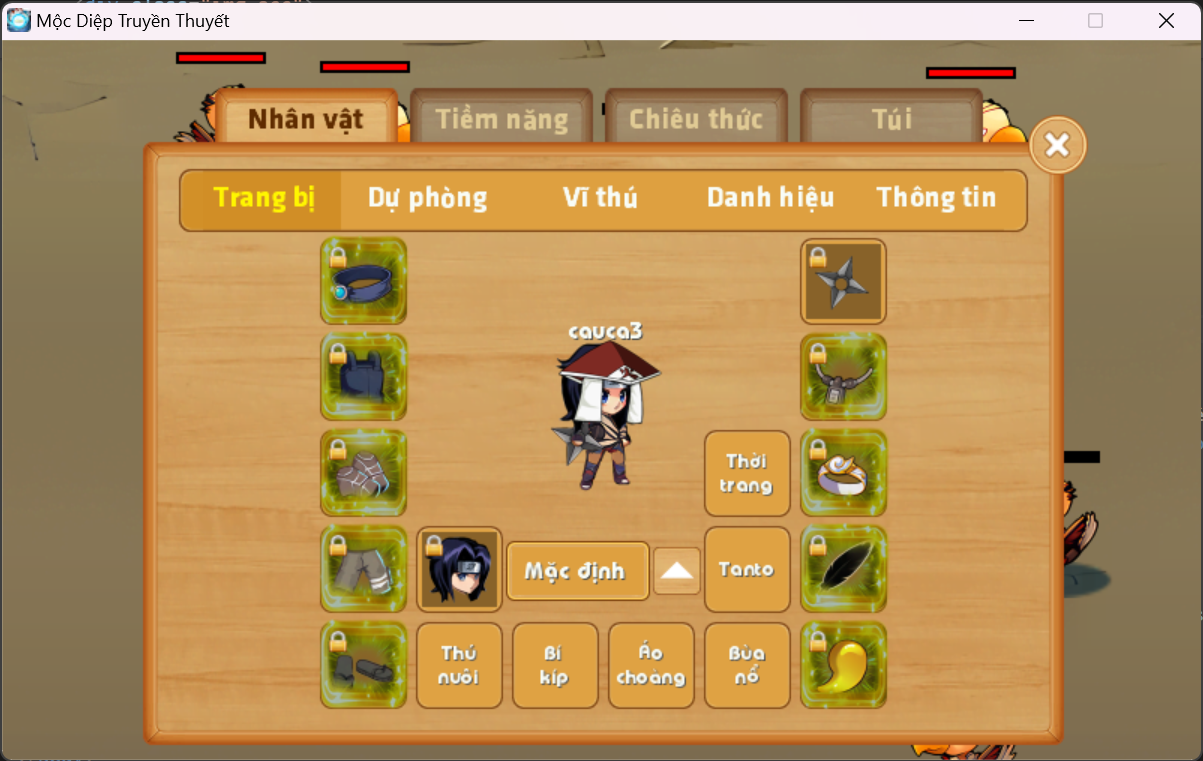 Mộc Diệp Truyền Thuyết
Nhân vật
Tiềm năng
Chiêu thức
Túi
Trang bị
Dự phòng
Vĩ thú
Danh hiệu
Thông tin
cauca3
Thời
trang
Mặc định
Tanto
Thú
nuôi
Bí
kíp
Áo
choàng
Bùa
nổ